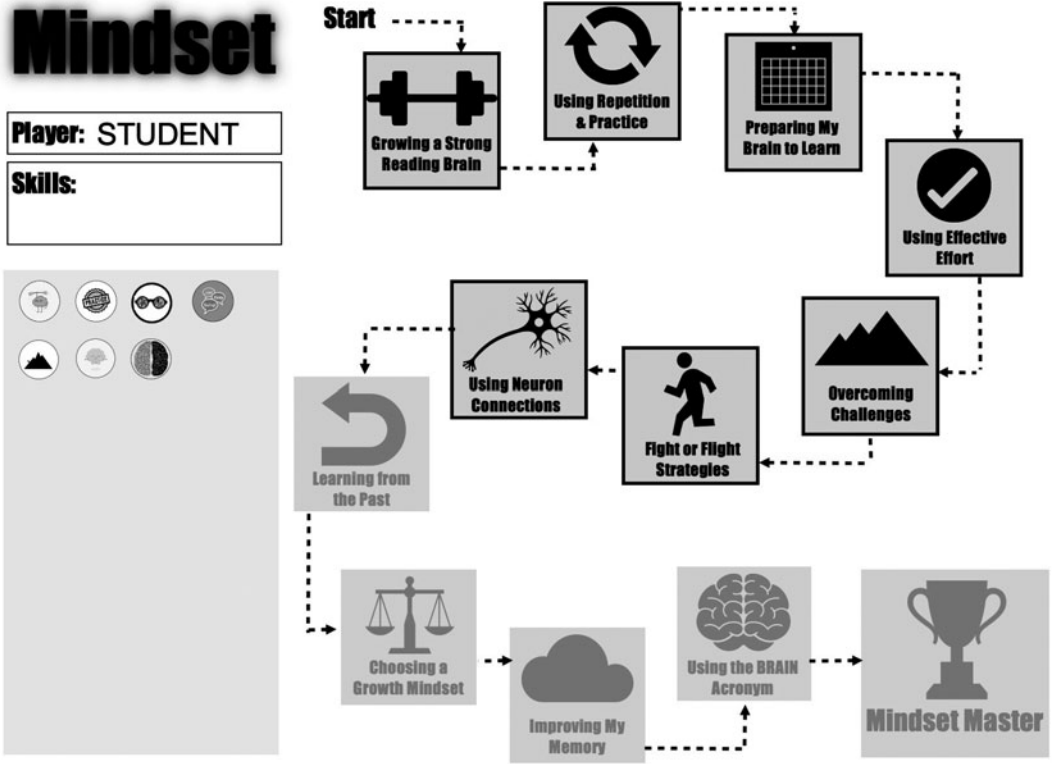 Mindset
Player: STUDENT
Skills:
Start
Growing a Strong
Reading Brain
Using Repetition
& Practice
Preparing My
Brain to Learn
Using Effective
Effort
Overcoming
Challenges
Fight or Flight
Strategies
Using Neuron
Connections
Learning from
the Past
Choosing a
Growth Mindset
Improving My
Memory
Using the BRAIN
Acronym
Mindset Master
PRACTICE